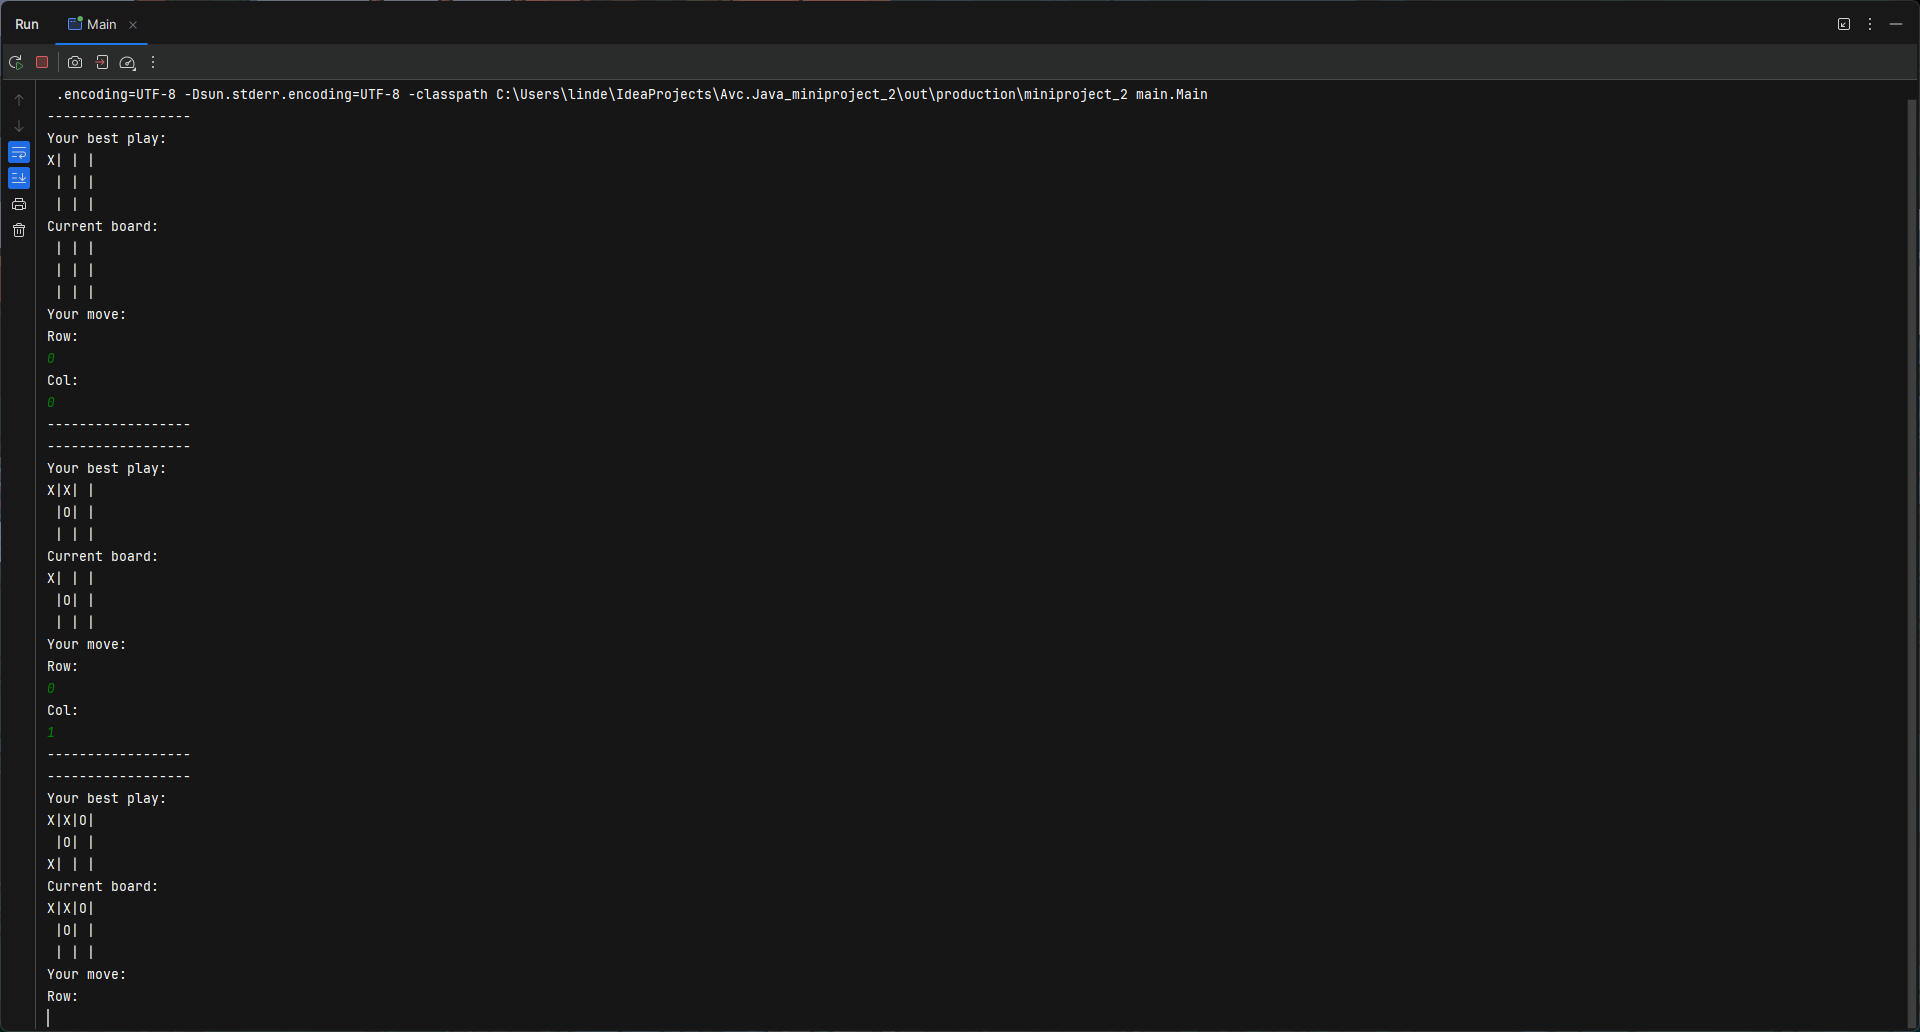 Run Main
.encoding=UTF-8 -Dsun.stderr.encoding=UTF-8 -classpath C:\Users\linde\IdeaProjects\Avc.Java_miniproject_2\out\production\miniproject_2 main.Main
------------------
Your best play:
X| | |
 | | |
 | | |
Current board:
 | | |
 | | |
 | | |
Your move:
Row:
0
Col:
0
------------------
------------------
Your best play:
X|X| |
 |O| |
 | | |
Current board:
X| | |
 |O| |
 | | |
Your move:
Row:
0
Col:
1
------------------
------------------
Your best play:
X|X|O|
 |O| |
X| | |
Current board:
X|X|O|
 |O| |
 | | |
Your move:
Row: